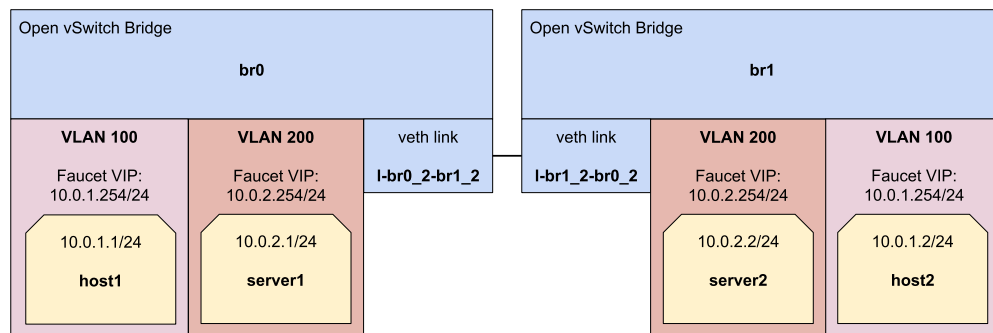 Open vSwitch Bridge
br0
VLAN 100
Faucet VIP:
10.0.1.254/24
10.0.1.1/24
host1
VLAN 200
Faucet VIP:
10.0.2.254/24
10.0.2.1/24
server1
veth link
l-br0_2-br1_2
Open vSwitch Bridge
br1
veth link
l-br1_2-br0_2
VLAN 200
Faucet VIP:
10.0.2.254/24
10.0.2.2/24
server2
VLAN 100
Faucet VIP:
10.0.1.254/24
10.0.1.2/24
host2